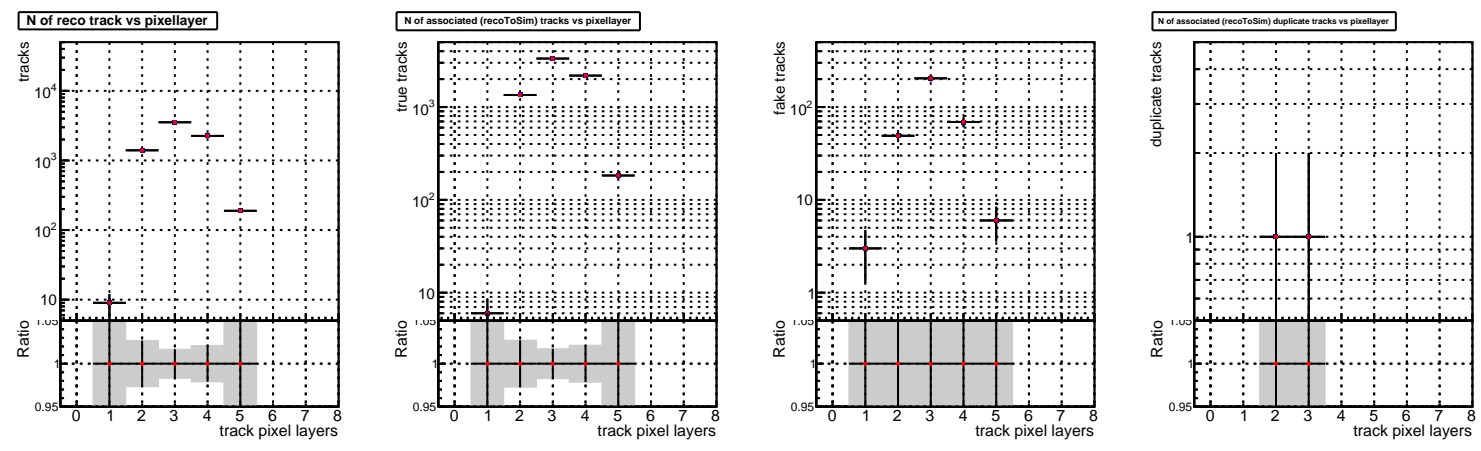 N of reco track vs pixellayer
tracks
10⁴
10³
10²
10
1.05
Ratio
1
0.95
0 1 2 3 4 5 6 7 8
track pixel layers
N of associated (recoToSim) tracks vs pixellayer
true tracks
10³
10²
10
1.05
Ratio
1
0.95
0 1 2 3 4 5 6 7 8
track pixel layers
fake tracks
10²
10
1
1.05
Ratio
1
0.95
0 1 2 3 4 5 6 7 8
track pixel layers
N of associated (recoToSim) duplicate tracks vs pixellayer
duplicate tracks
1
1.05
Ratio
1
0.95
0 1 2 3 4 5 6 7 8
track pixel layers